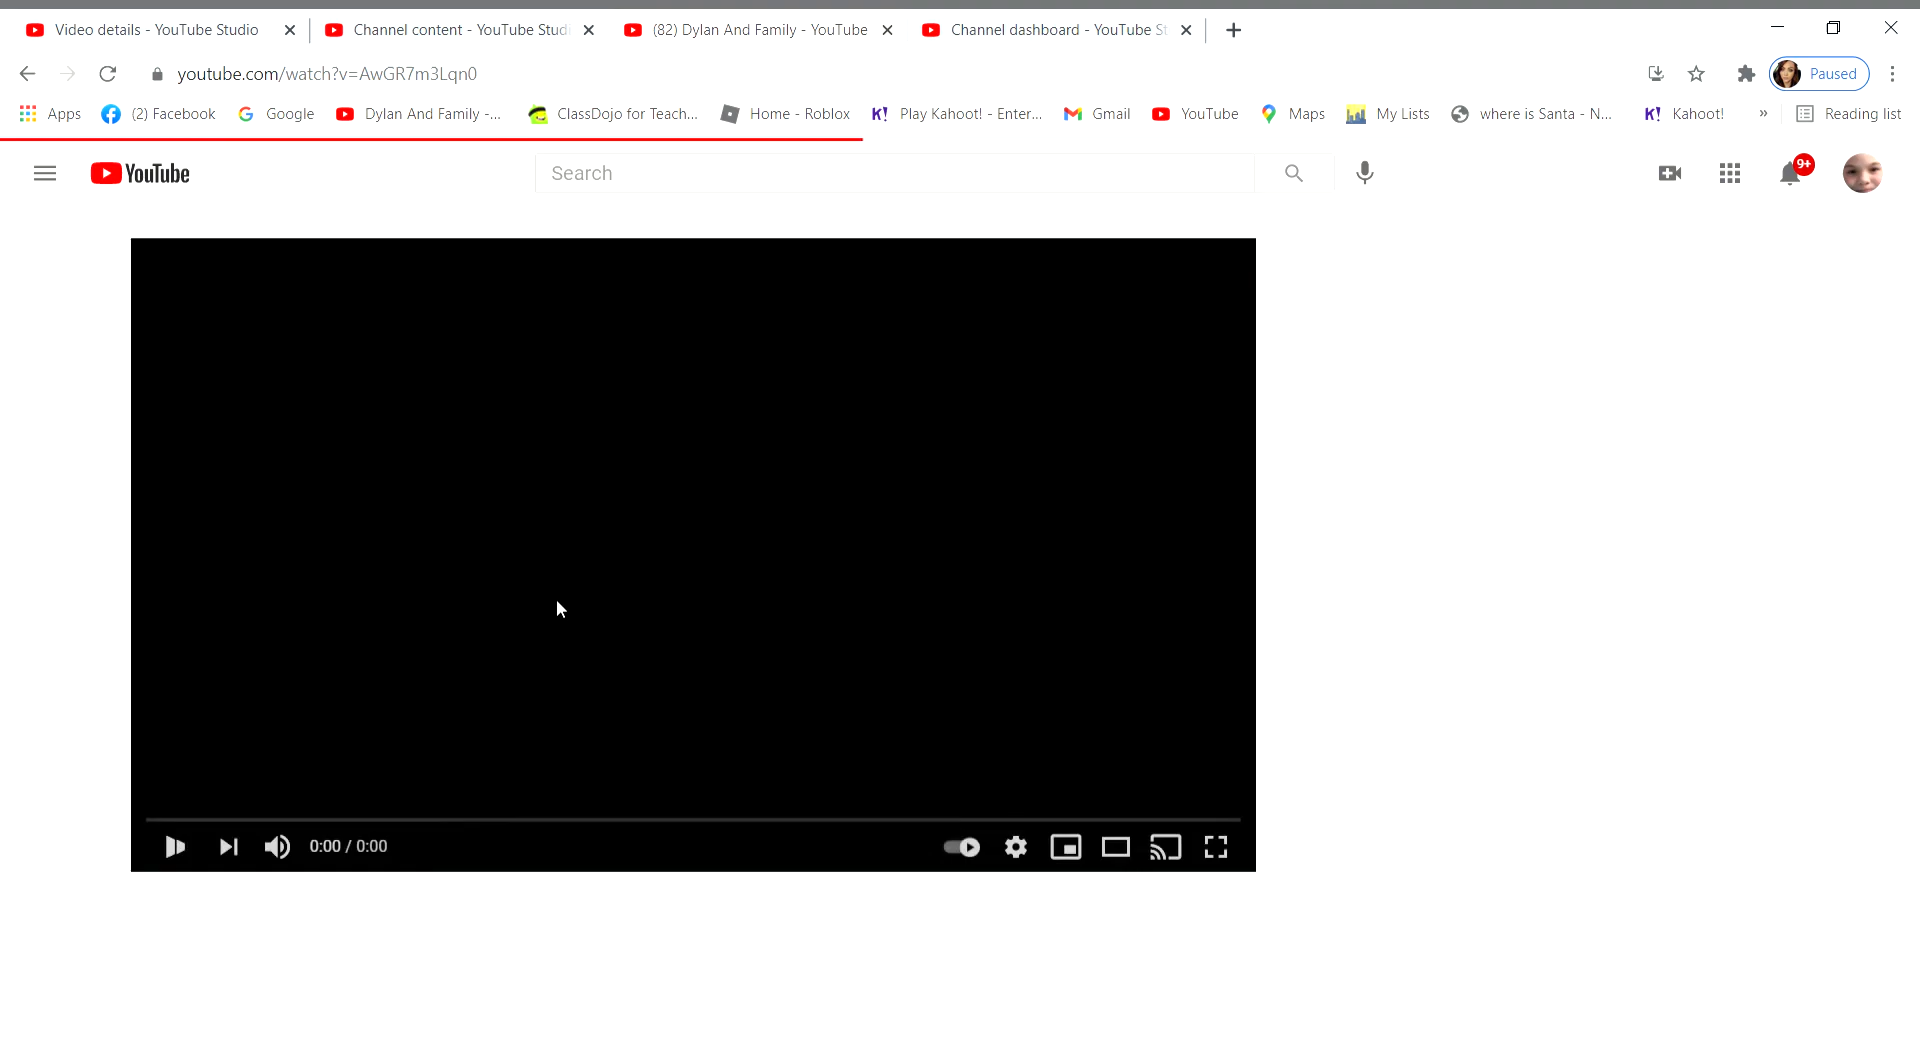 Video details - YouTube Studio
Channel content - YouTube Studi
(82) Dylan And Family - YouTube
Channel dashboard - YouTube St
youtube.com/watch?v=AwGR7m3Lqn0
Paused
Apps
(2) Facebook
Google
Dylan And Family -...
ClassDojo for Teach...
Home - Roblox
K! Play Kahoot! - Enter...
Gmail
YouTube
Maps
My Lists
where is Santa - N...
K! Kahoot!
»
Reading list
YouTube
Search
9+
0:00 / 0:00